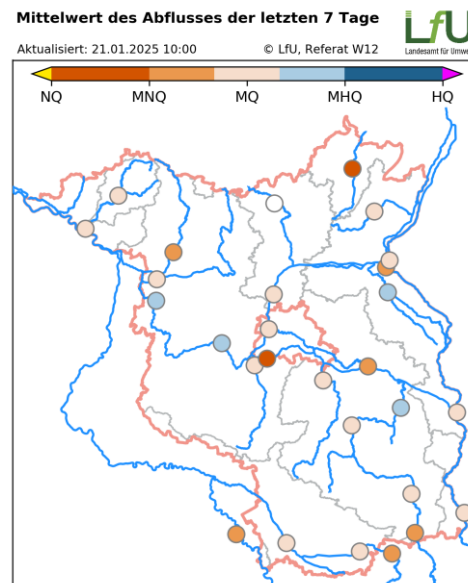 Mittelwert des Abflusses der letzten 7 Tage
LfU
Aktualisiert: 21.01.2025 10:00
© LfU, Referat W12
Landesamt für Umwe
NQ MNQ MQ MHQ HQ